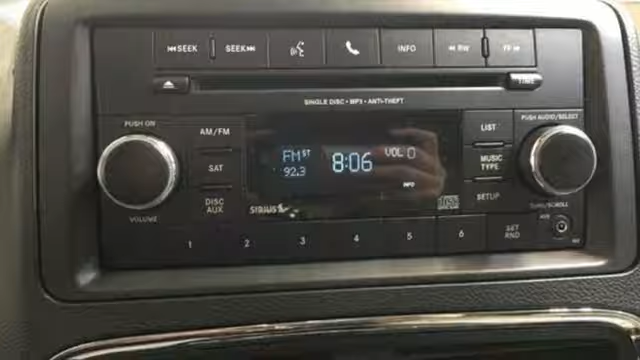 SEEK
SEEK
INFO
RW
FF
TIME
SINGLE DISC • MP3 • ANTI-THEFT
PUSH ON
VOLUME
AM/FM
SAT
DISC
AUX
FM ST
92.3
8:06
VOL 0
INFO
SIRIUS
LIST
MUSIC
TYPE
SETUP
PUSH AUDIO/SELECT
TUNE/SCROLL
1
2
3
4
5
6
SET
RND
AUX